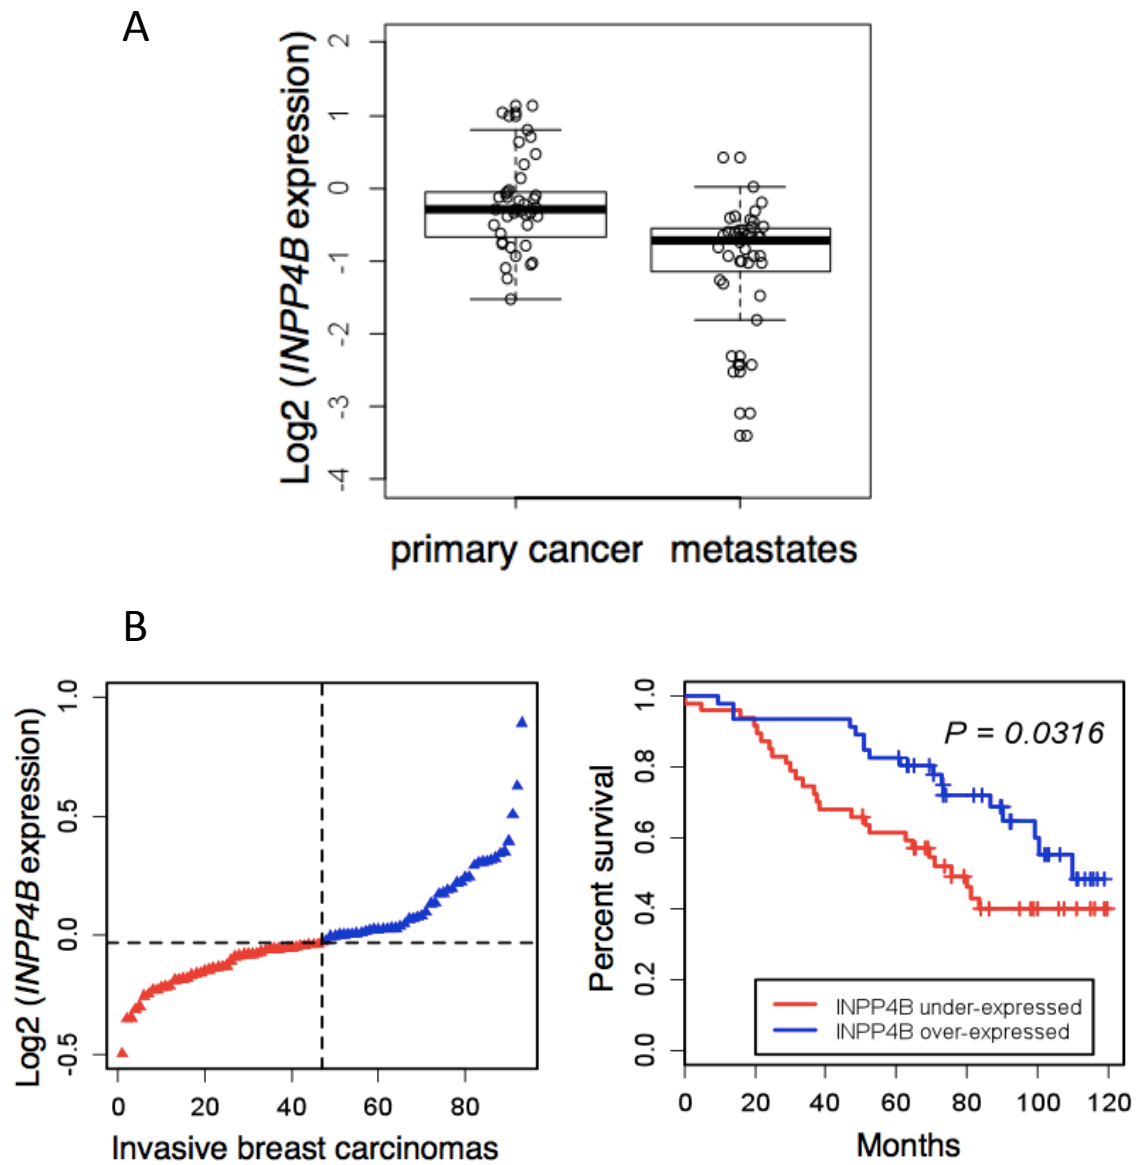 A
Log2 (INPP4B expression)
2
1
0
-1
-2
-3
-4
primary cancer metastates
B
Log2 (INPP4B expression)
1.0
0.5
0.0
-0.5
0 20 40 60 80
Invasive breast carcinomas
Percent survival
1.0
0.8
0.6
0.4
0.2
0.0
P = 0.0316
INPP4B under-expressed
INPP4B over-expressed
0 20 40 60 80 100 120
Months